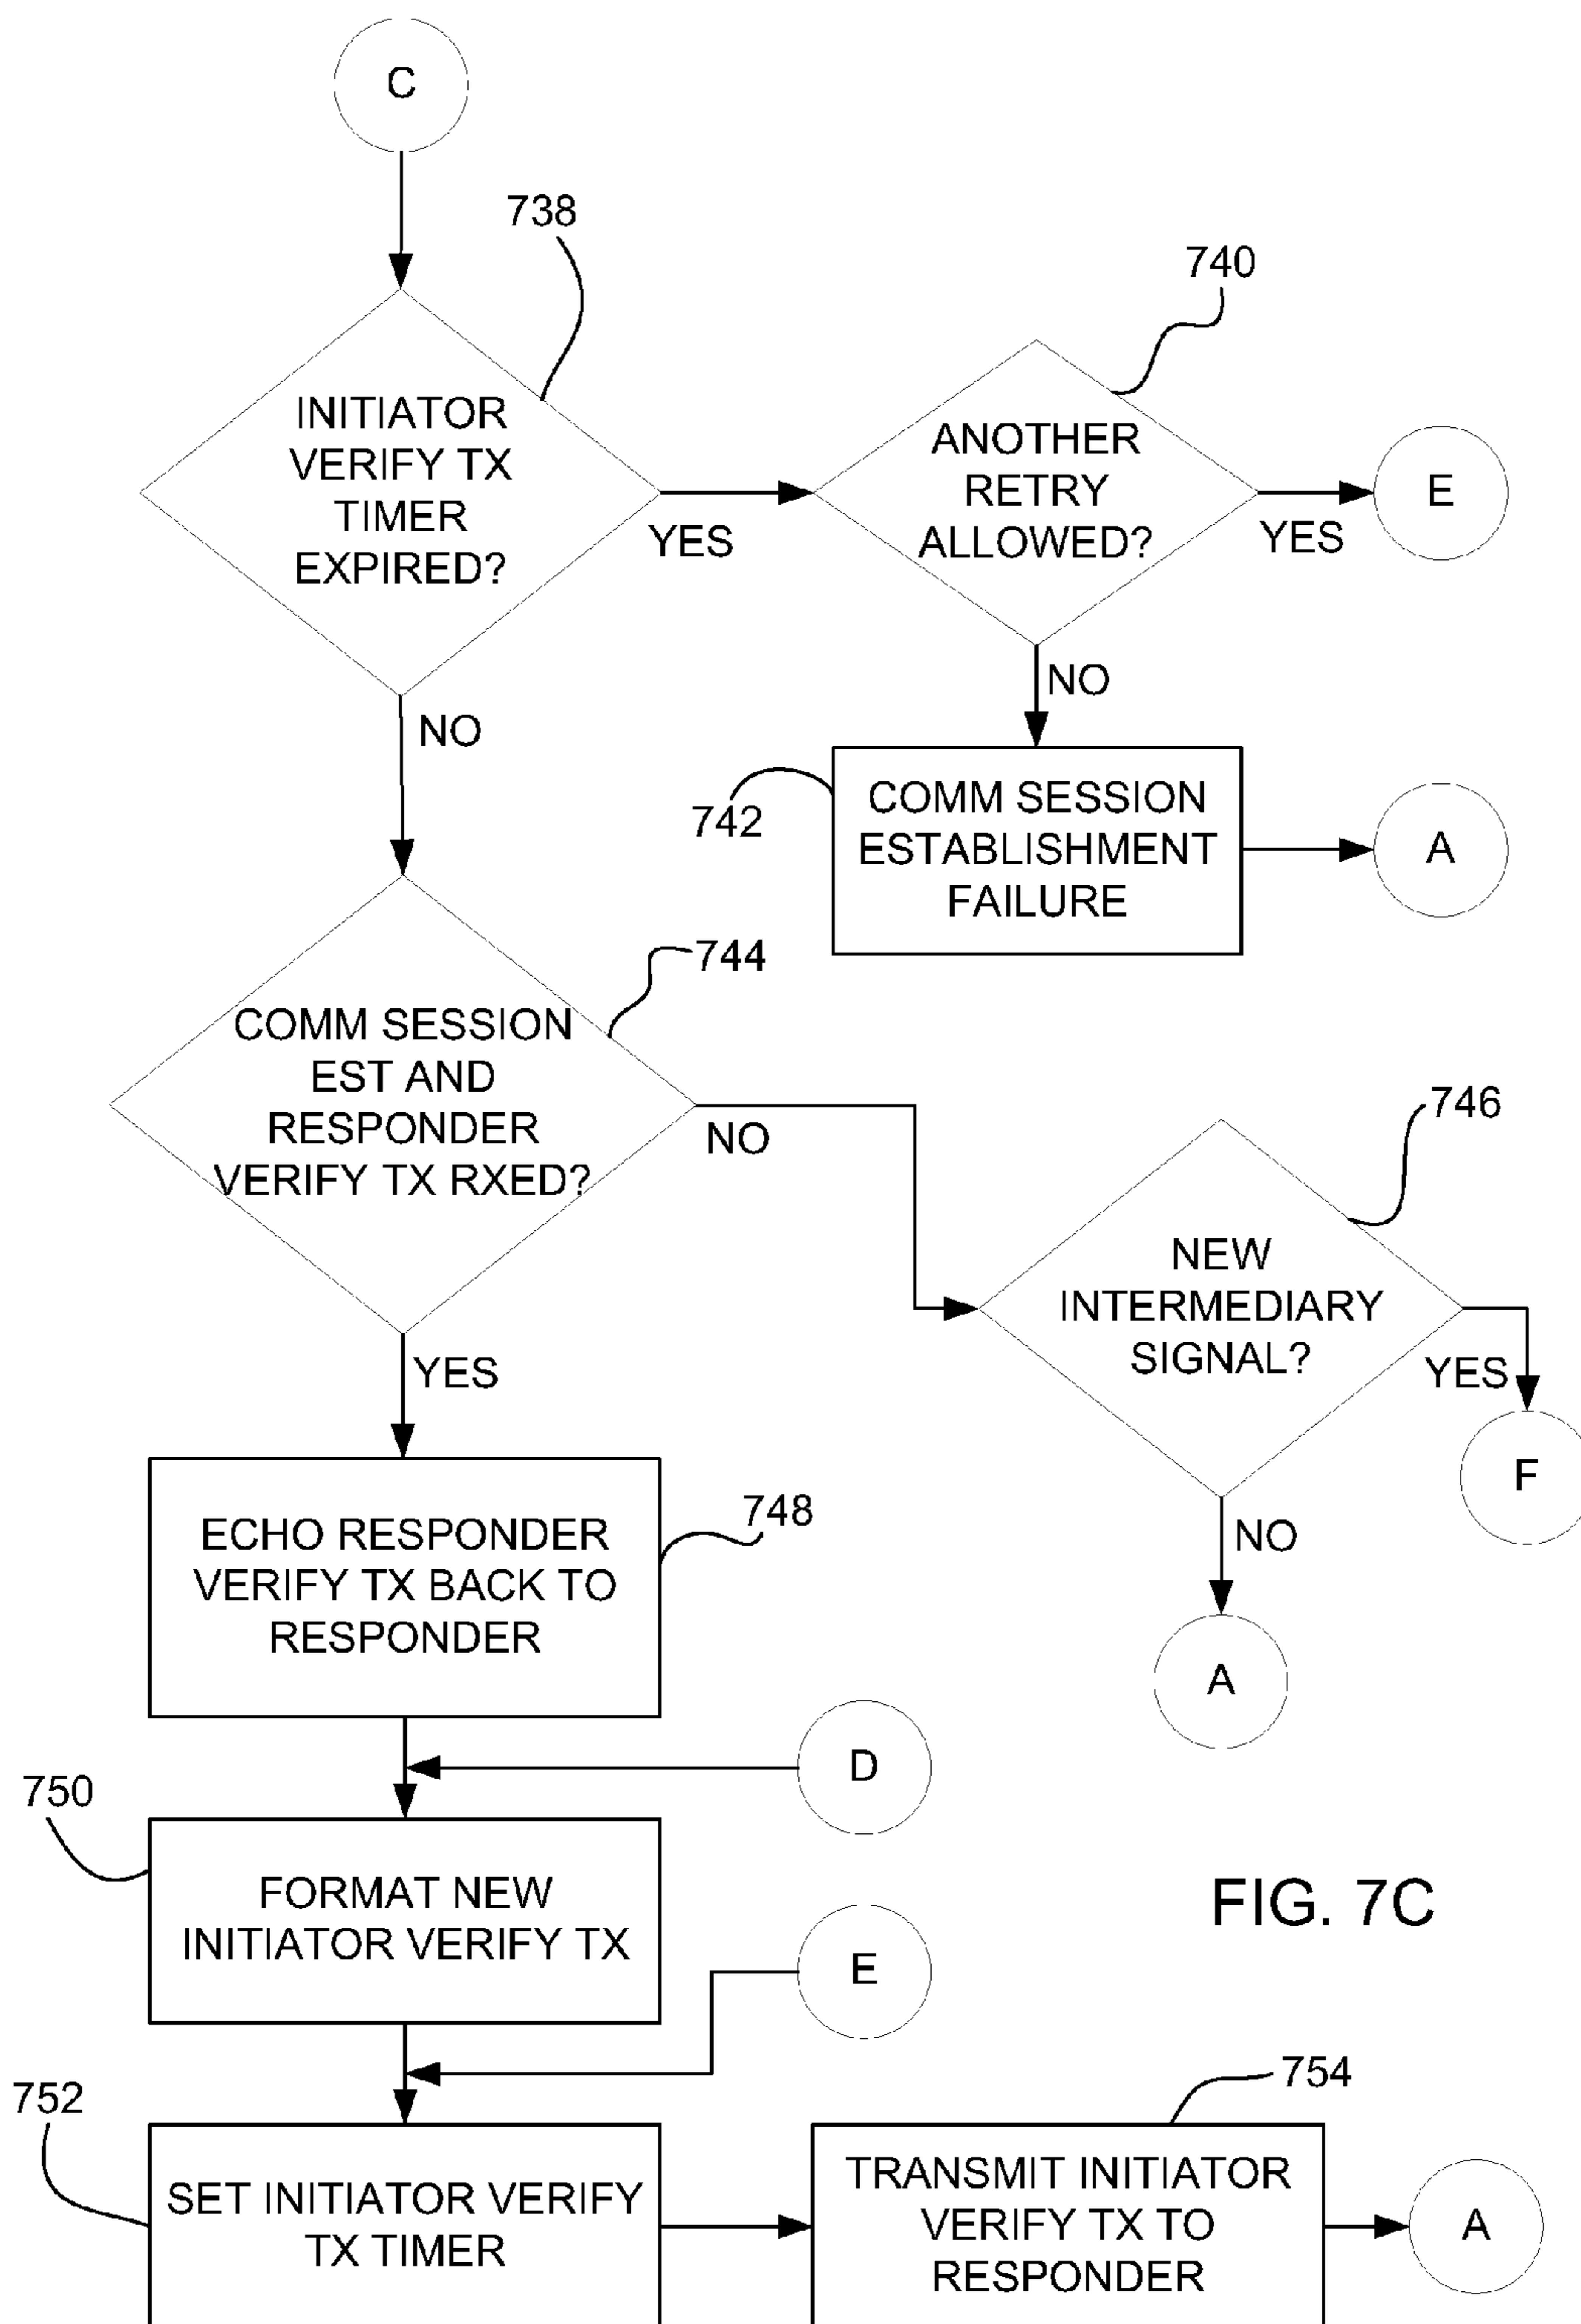 C
738
740
INITIATOR
VERIFY TX
TIMER
EXPIRED?
YES
ANOTHER
RETRY
ALLOWED?
YES
E
NO
NO
742
COMM SESSION
ESTABLISHMENT
FAILURE
A
744
COMM SESSION
EST AND
RESPONDER
VERIFY TX RXED?
NO
746
NEW
INTERMEDIARY
SIGNAL?
YES
F
NO
A
YES
748
ECHO RESPONDER
VERIFY TX BACK TO
RESPONDER
D
750
FORMAT NEW
INITIATOR VERIFY TX
FIG. 7C
E
752
754
SET INITIATOR VERIFY
TX TIMER
TRANSMIT INITIATOR
VERIFY TX TO
RESPONDER
A